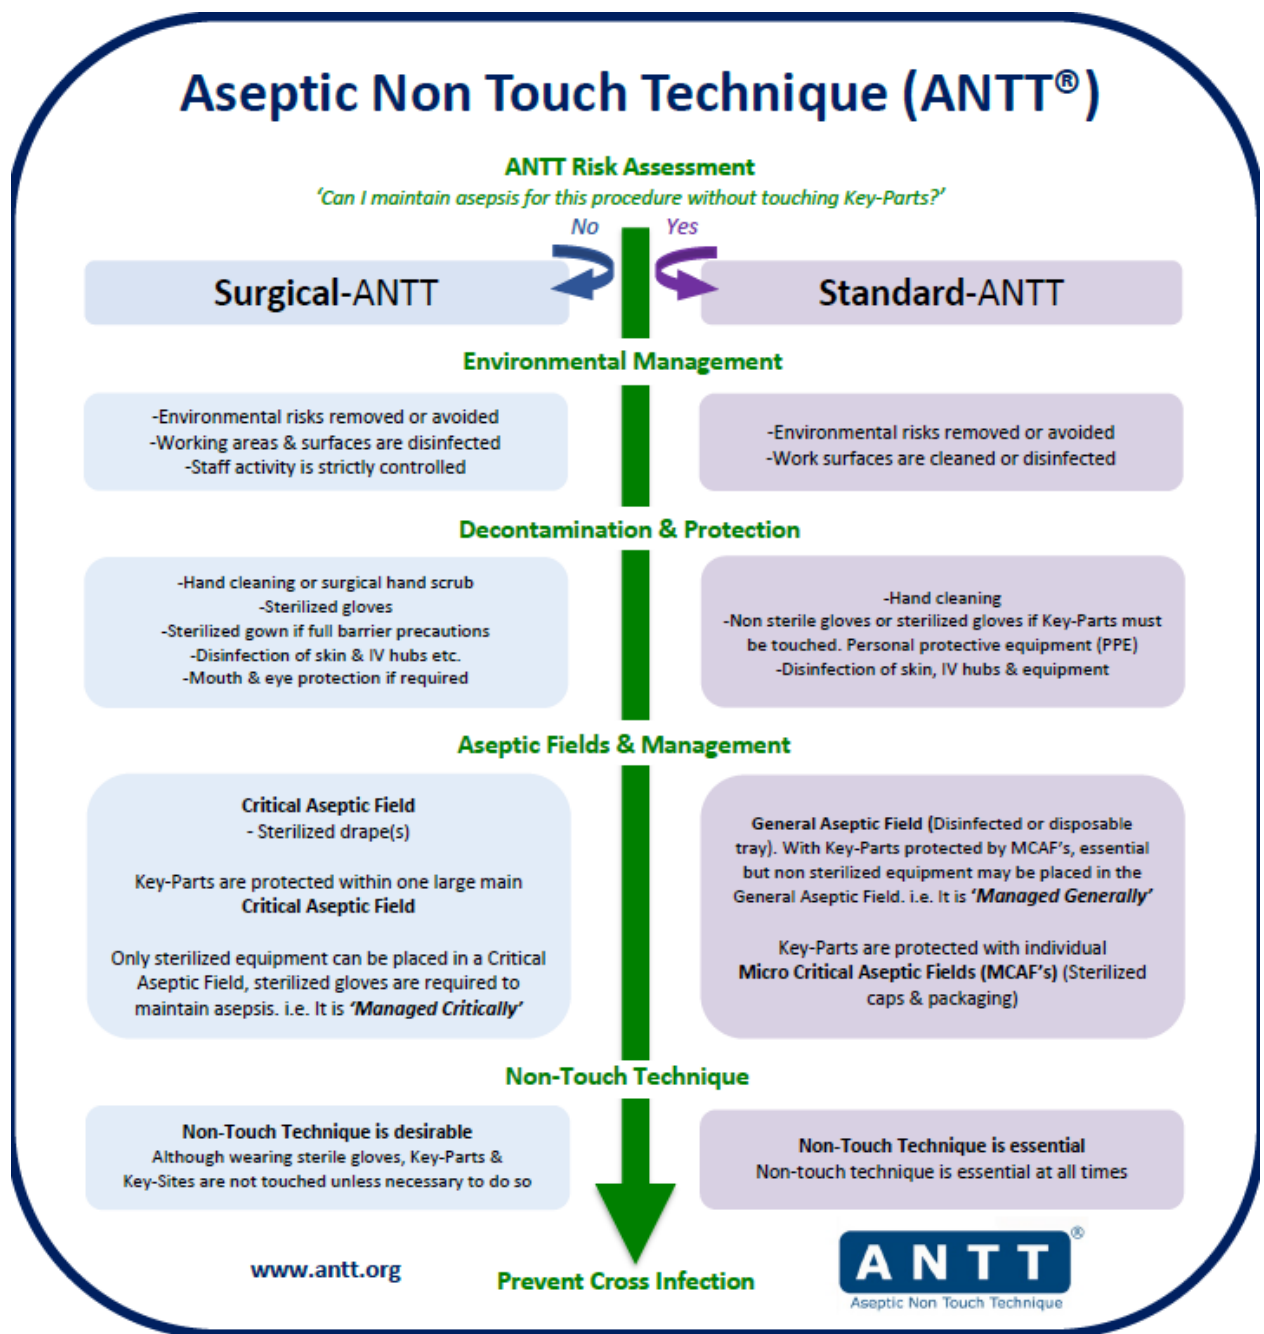 Aseptic Non Touch Technique (ANTT®)
ANTT Risk Assessment
‘Can I maintain asepsis for this procedure without touching Key-Parts?’
No
Yes
Surgical-ANTT
Standard-ANTT
Environmental Management
-Environmental risks removed or avoided
-Working areas & surfaces are disinfected
-Staff activity is strictly controlled
-Environmental risks removed or avoided
-Work surfaces are cleaned or disinfected
Decontamination & Protection
-Hand cleaning or surgical hand scrub
-Sterilized gloves
-Sterilized gown if full barrier precautions
-Disinfection of skin & IV hubs etc.
-Mouth & eye protection if required
-Hand cleaning
-Non sterile gloves or sterilized gloves if Key-Parts must
be touched. Personal protective equipment (PPE)
-Disinfection of skin, IV hubs & equipment
Aseptic Fields & Management
Critical Aseptic Field
- Sterilized drape(s)
Key-Parts are protected within one large main
Critical Aseptic Field
Only sterilized equipment can be placed in a Critical
Aseptic Field, sterilized gloves are required to
maintain asepsis. i.e. It is ‘Managed Critically’
General Aseptic Field (Disinfected or disposable
tray). With Key-Parts protected by MCAF’s, essential
but non sterilized equipment may be placed in the
General Aseptic Field. i.e. It is ‘Managed Generally’
Key-Parts are protected with individual
Micro Critical Aseptic Fields (MCAF’s) (Sterilized
caps & packaging)
Non-Touch Technique
Non-Touch Technique is desirable
Although wearing sterile gloves, Key-Parts &
Key-Sites are not touched unless necessary to do so
Non-Touch Technique is essential
Non-touch technique is essential at all times
www.antt.org
Prevent Cross Infection
ANTT®
Aseptic Non Touch Technique